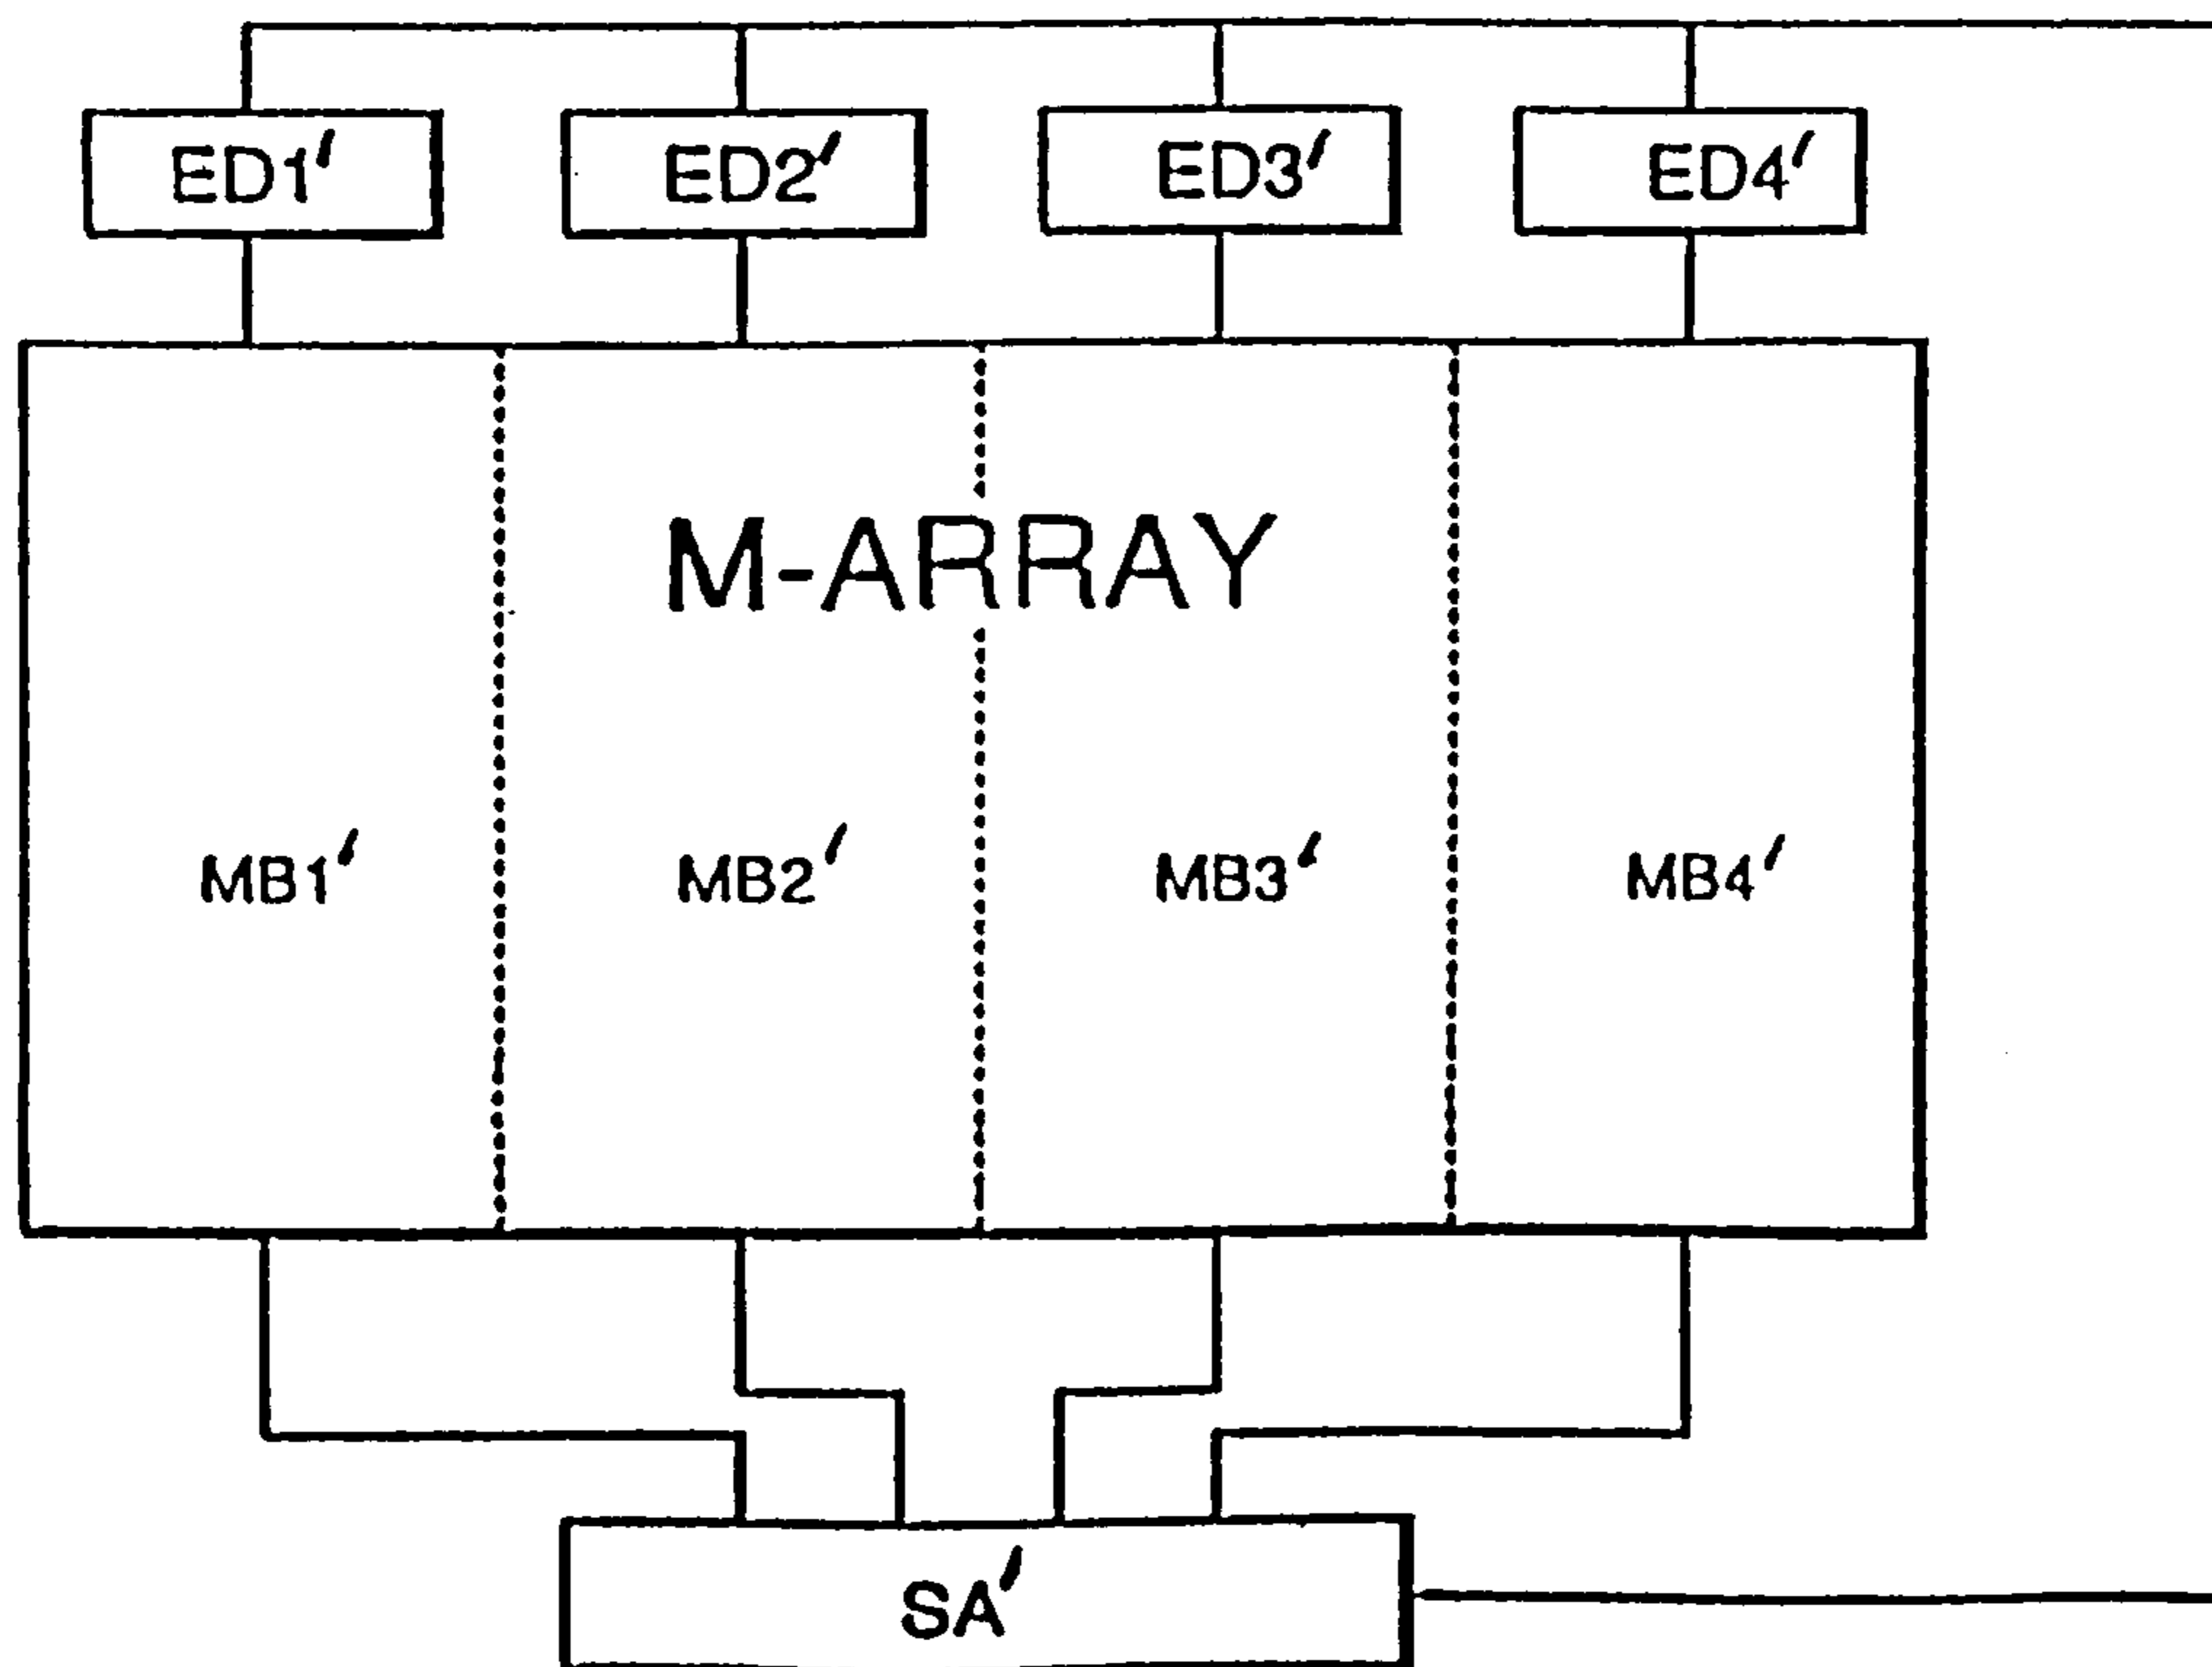 ED1′ ED2′ ED3′ ED4′
M-ARRAY
MB1′ MB2′ MB3′ MB4′
SA′